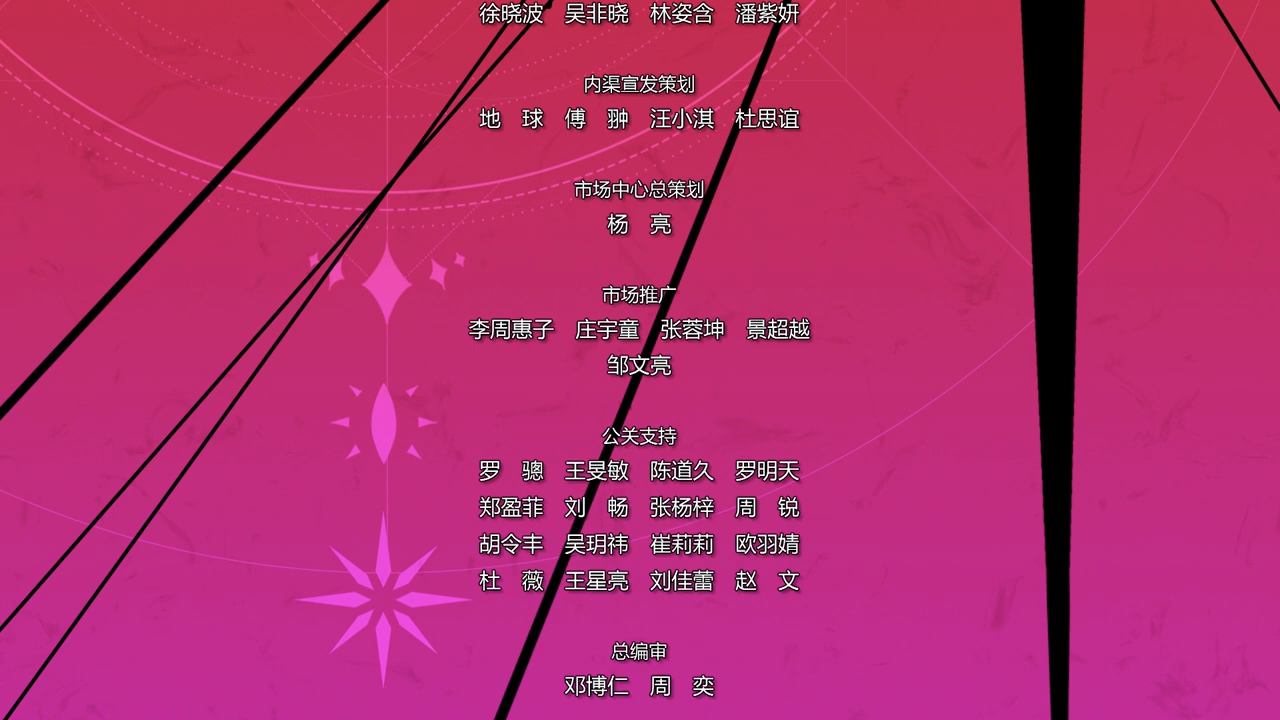 徐晓波　吴非晓　林姿含　潘紫妍
内渠宣发策划
地　球　傅　翀　汪小淇　杜思谊
市场中心总策划
杨　亮
市场推广
李周惠子　庄宇童　张蓉坤　景超越
邹文亮
公关支持
罗　骢　王旻敏　陈道久　罗明天
郑盈菲　刘　畅　张杨梓　周　锐
胡令丰　吴玥祎　崔莉莉　欧羽婧
杜　薇　王星亮　刘佳蕾　赵　文
总编审
邓博仁　周　奕